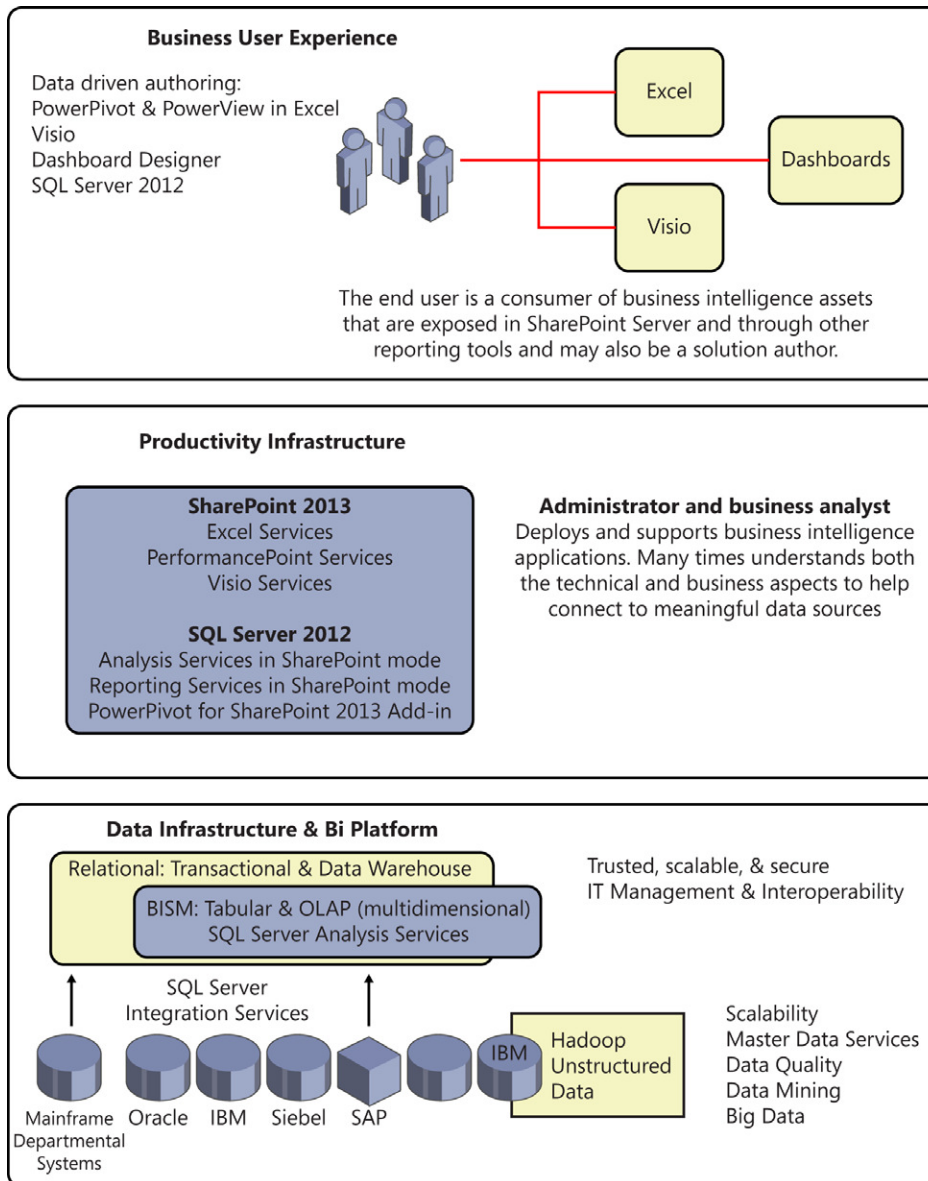 Business User Experience
Data driven authoring:
PowerPivot & PowerView in Excel
Visio
Dashboard Designer
SQL Server 2012
Excel
Dashboards
Visio
The end user is a consumer of business intelligence assets
that are exposed in SharePoint Server and through other
reporting tools and may also be a solution author.
Productivity Infrastructure
SharePoint 2013
Excel Services
PerformancePoint Services
Visio Services
SQL Server 2012
Analysis Services in SharePoint mode
Reporting Services in SharePoint mode
PowerPivot for SharePoint 2013 Add-in
Administrator and business analyst
Deploys and supports business intelligence
applications. Many times understands both
the technical and business aspects to help
connect to meaningful data sources
Data Infrastructure & Bi Platform
Relational: Transactional & Data Warehouse
BISM: Tabular & OLAP (multidimensional)
SQL Server Analysis Services
Trusted, scalable, & secure
IT Management & Interoperability
SQL Server
Integration Services
Mainframe
Departmental
Systems
Oracle
IBM
Siebel
SAP
IBM
Hadoop
Unstructured
Data
Scalability
Master Data Services
Data Quality
Data Mining
Big Data